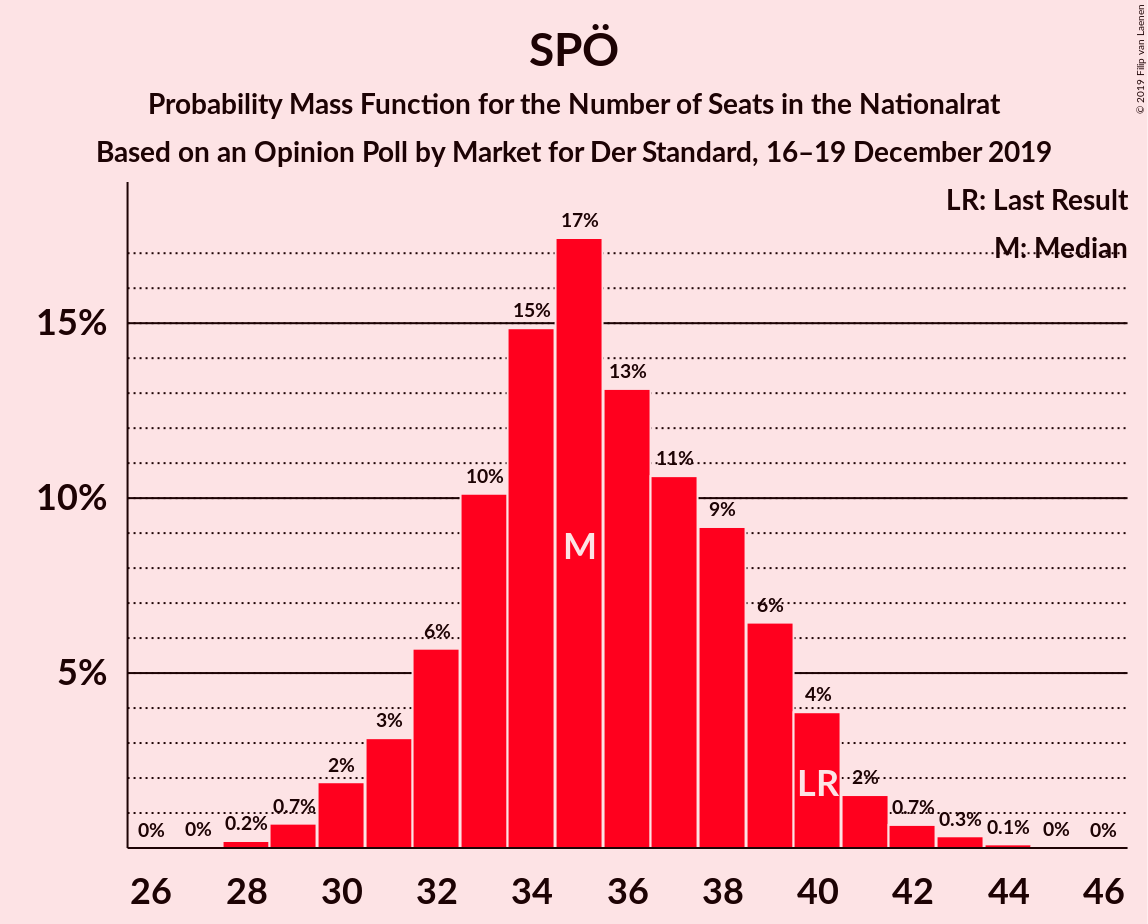 SPÖ
Probability Mass Function for the Number of Seats in the Nationalrat
Based on an Opinion Poll by Market for Der Standard, 16–19 December 2019
© 2019 Filip van Laenen
LR: Last Result
M: Median
17%
15%
15%
13%
11%
10%
10%
9%
M
6%
6%
5%
4%
3%
2%
LR
2%
0.7%
0.7%
0.3%
0.2%
0.1%
0%
0%
0%
0%
26 28 30 32 34 36 38 40 42 44 46